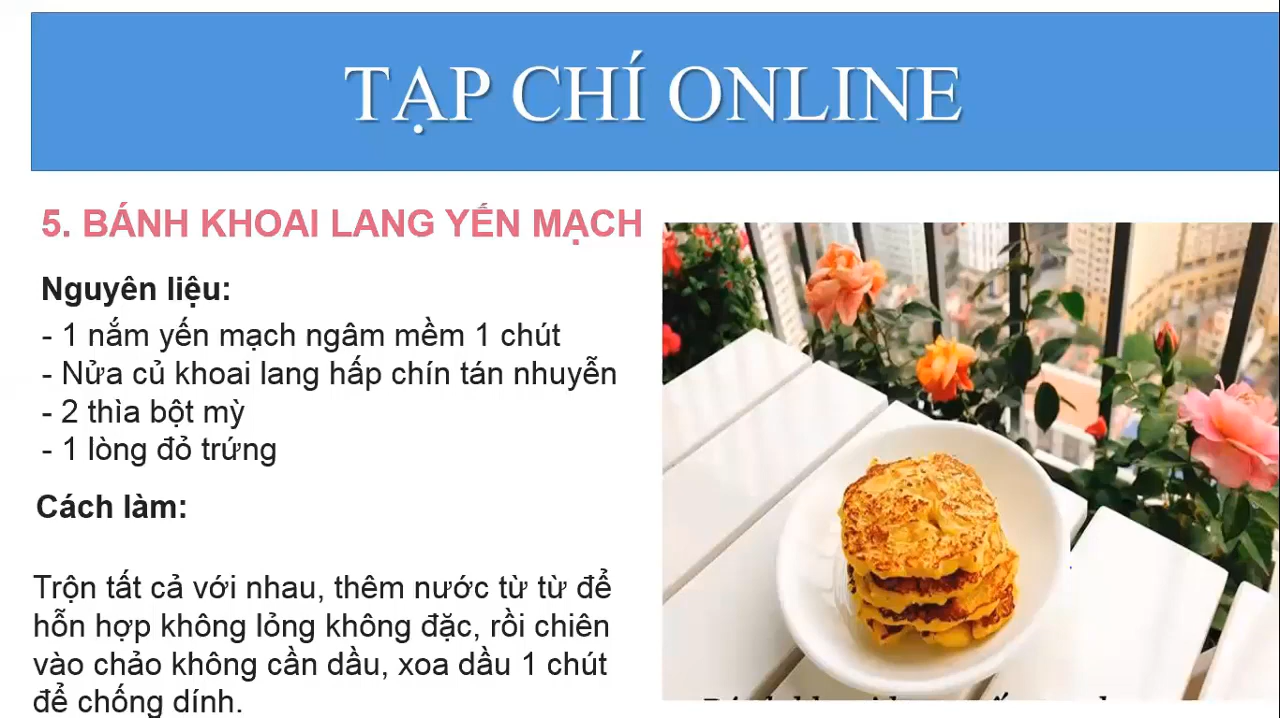 TẠP CHÍ ONLINE
5. BÁNH KHOAI LANG YẾN MẠCH
Nguyên liệu:
- 1 nắm yến mạch ngâm mềm 1 chút
- Nửa củ khoai lang hấp chín tán nhuyễn
- 2 thìa bột mỳ
- 1 lòng đỏ trứng
Cách làm:
Trộn tất cả với nhau, thêm nước từ từ để
hỗn hợp không lỏng không đặc, rồi chiên
vào chảo không cần dầu, xoa dầu 1 chút
để chống dính.